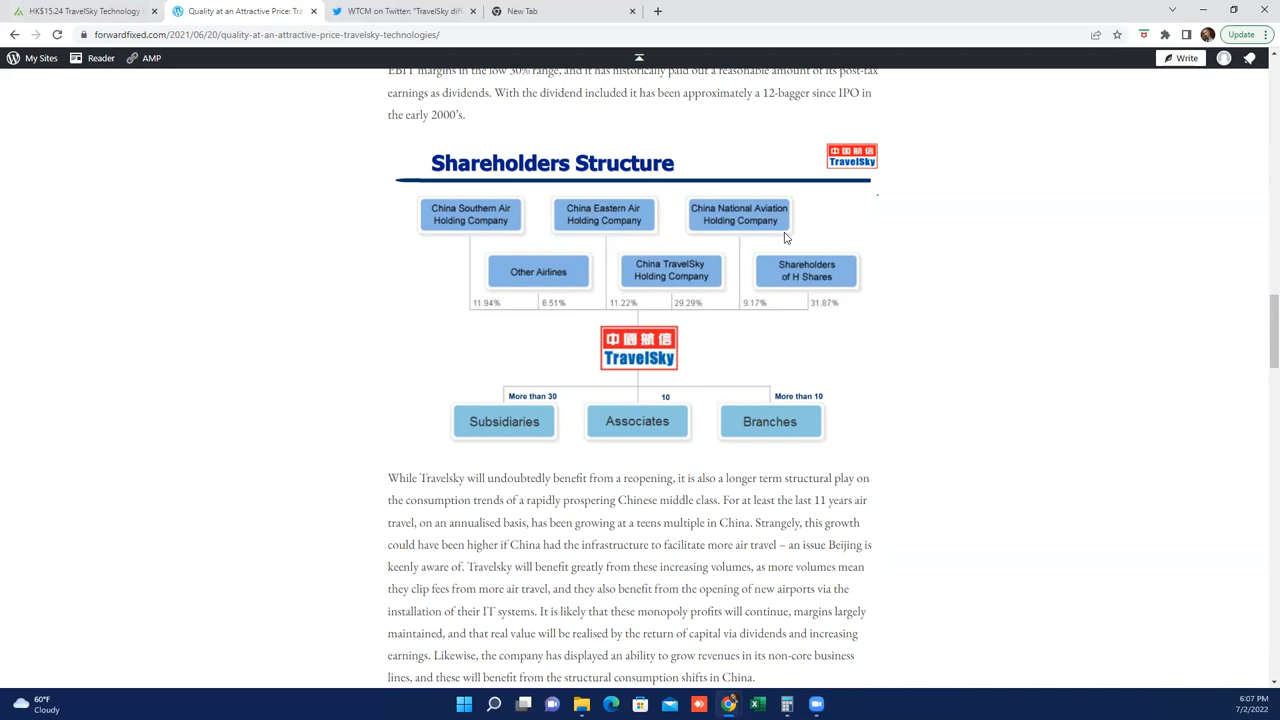 HK$15.24 TravelSky Technology
Quality at an Attractive Price: Tra
WTCM on Twitter: "TravelSky diff
New Tab
forwardfixed.com/2021/06/20/quality-at-an-attractive-price-travelsky-technologies/
Update
My Sites
Reader
AMP
Write
EBIT margins in the low 30% range, and it has historically paid out a reasonable amount of its post-tax
earnings as dividends. With the dividend included it has been approximately a 12-bagger since IPO in
the early 2000's.
Shareholders Structure
中国航信
TravelSky
China Southern Air
Holding Company
China Eastern Air
Holding Company
China National Aviation
Holding Company
Other Airlines
China TravelSky
Holding Company
Shareholders
of H Shares
11.94%
6.51%
11.22%
29.29%
9.17%
31.87%
中國航信
TravelSky
More than 30
10
More than 10
Subsidiaries
Associates
Branches
While Travelsky will undoubtedly benefit from a reopening, it is also a longer term structural play on
the consumption trends of a rapidly prospering Chinese middle class. For at least the last 11 years air
travel, on an annualised basis, has been growing at a teens multiple in China. Strangely, this growth
could have been higher if China had the infrastructure to facilitate more air travel – an issue Beijing is
keenly aware of. Travelsky will benefit greatly from these increasing volumes, as more volumes mean
they clip fees from more air travel, and they also benefit from the opening of new airports via the
installation of their IT systems. It is likely that these monopoly profits will continue, margins largely
maintained, and that real value will be realised by the return of capital via dividends and increasing
earnings. Likewise, the company has displayed an ability to grow revenues in its non-core business
lines, and these will benefit from the structural consumption shifts in China.
60°F
Cloudy
6:07 PM
7/2/2022